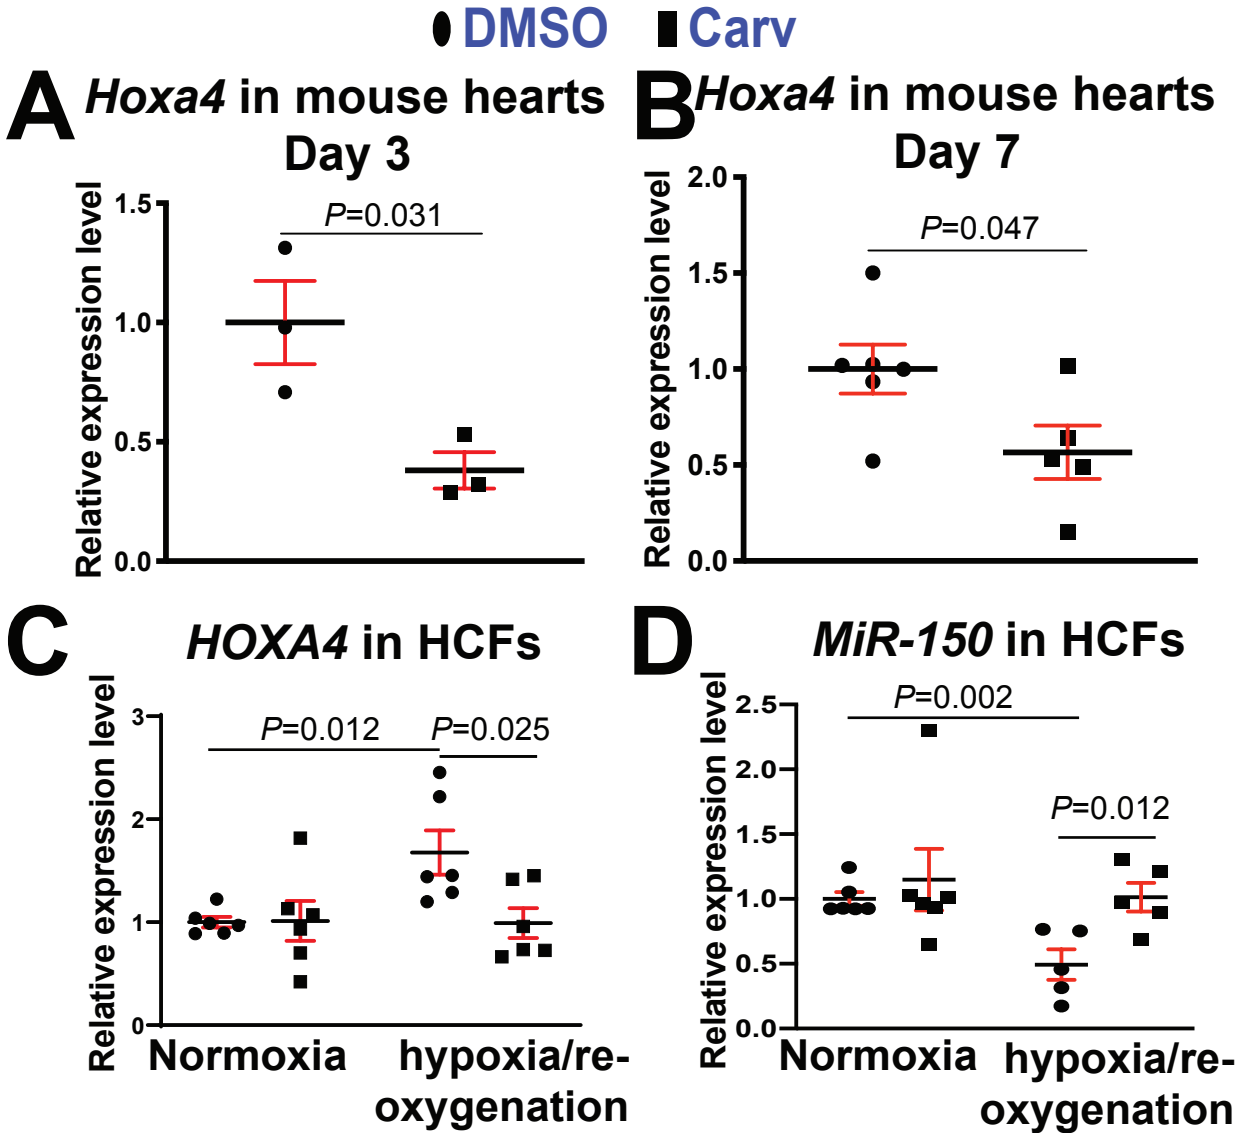 DMSO Carv
A Hoxa4 in mouse hearts
Day 3
Relative expression level
1.5
1.0
0.5
0.0
P=0.031
B Hoxa4 in mouse hearts
Day 7
Relative expression level
2.0
1.5
1.0
0.5
0.0
P=0.047
C HOXA4 in HCFs
Relative expression level
3
2
1
0
P=0.012 P=0.025
Normoxia hypoxia/re-
oxygenation
D MiR-150 in HCFs
Relative expression level
2.5
2.0
1.5
1.0
0.5
0.0
P=0.002
P=0.012
Normoxia hypoxia/re-
oxygenation